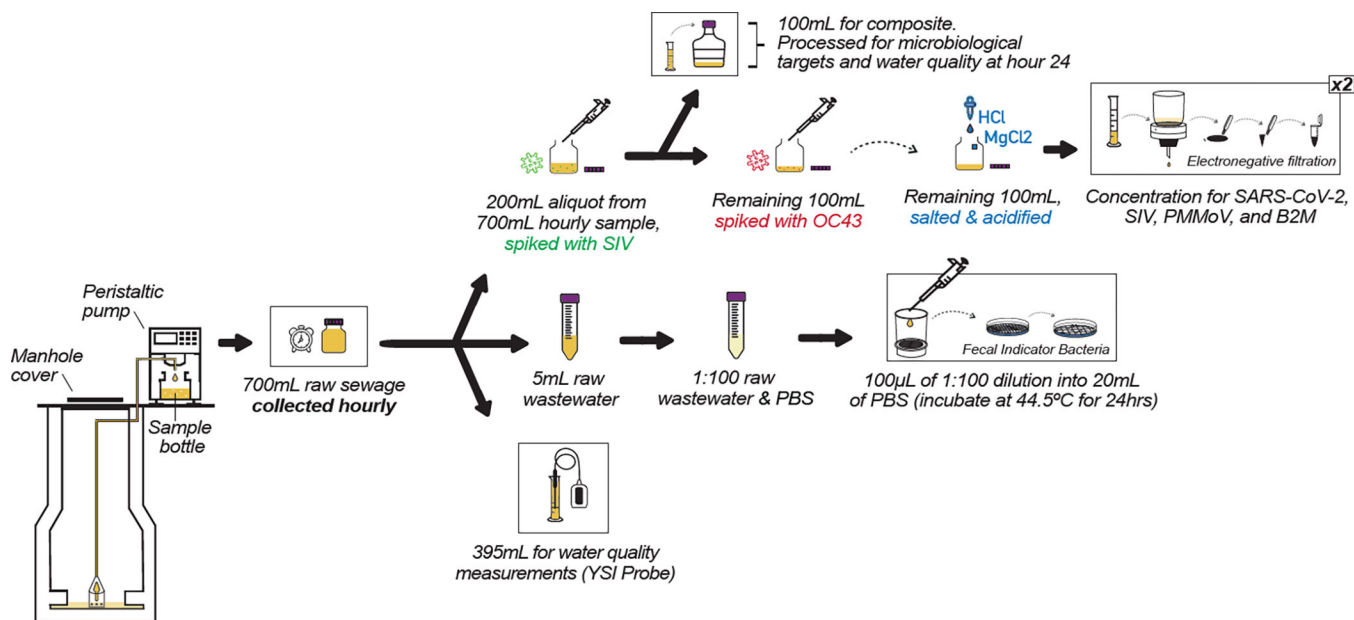 100mL for composite.
Processed for microbiological
targets and water quality at hour 24
x2
HCl
MgCl2
Electronegative filtration
200mL aliquot from
700mL hourly sample,
spiked with SIV
Remaining 100mL
spiked with OC43
Remaining 100mL,
salted & acidified
Concentration for SARS-CoV-2,
SIV, PMMoV, and B2M
Peristaltic
pump
Manhole
cover
Sample
bottle
700mL raw sewage
collected hourly
5mL raw
wastewater
1:100 raw
wastewater & PBS
Fecal Indicator Bacteria
100µL of 1:100 dilution into 20mL
of PBS (incubate at 44.5ºC for 24hrs)
395mL for water quality
measurements (YSI Probe)